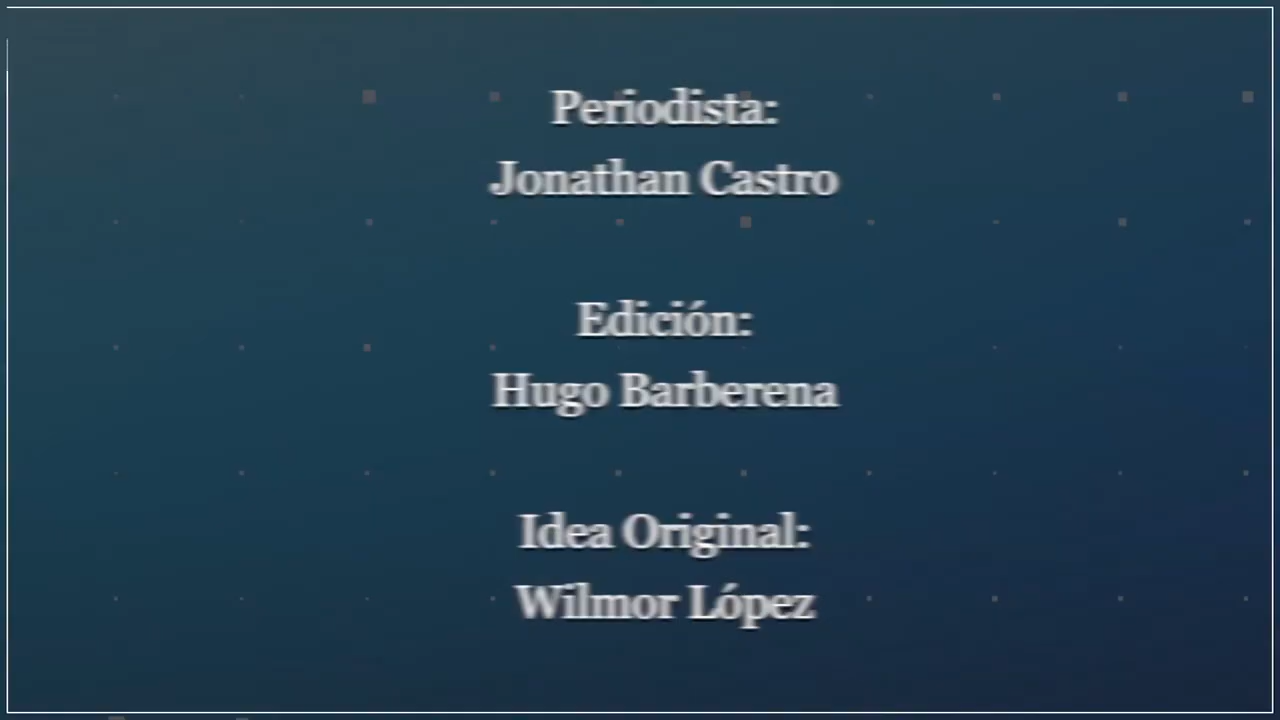 Periodista:
Jonathan Castro
Edición:
Hugo Barberena
Idea Original:
Wilmor López